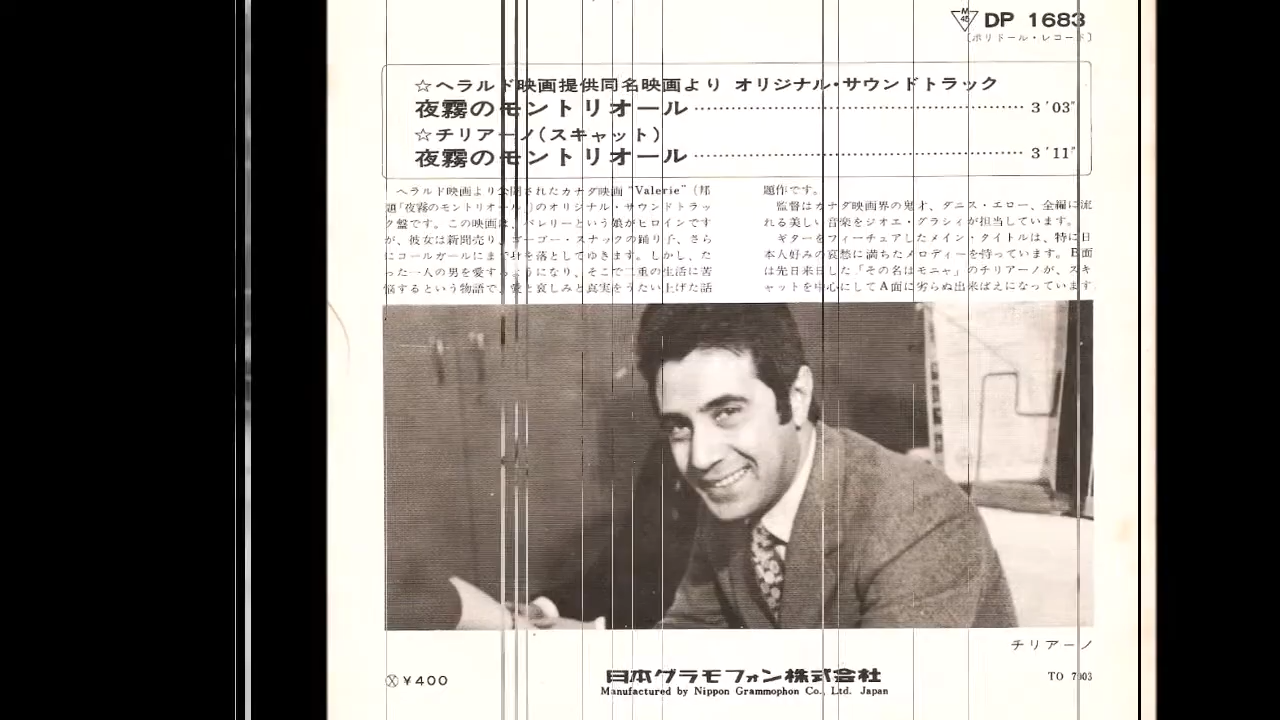 M
45
DP 1683
〔ポリドール・レコード〕
☆ヘラルド映画提供同名映画より オリジナル・サウンドトラック
夜霧のモントリオール……………………………………3'03"
☆チリアーノ(スキャット)
夜霧のモントリオール……………………………………3'11"
ヘラルド映画より公開されたカナダ映画 "Valerie"(邦
題「夜霧のモントリオール」)のオリジナル・サウンドトラッ
ク盤です。この映画は、バレリーという娘がヒロインです
が、彼女は新聞売り、ゴーゴー・スナックの踊り子、さら
にコールガールにまで身を落としてゆきます。しかし、た
った一人の男を愛するようになり、そこで二重の生活に苦
悩するという物語で、愛と哀しみと真実をうたい上げた話
題作です。
監督はカナダ映画界の鬼才、ダニス・エロー、全編に流
れる美しい音楽をジオエ・グラシィが担当しています。
ギターをフィーチュアしたメイン・タイトルは、特に日
本人好みの哀愁に満ちたメロディーを持っています。B面
は先日来日した「その名はモニャ」のチリアーノが、スキ
ャットを中心にしてA面に劣らぬ出来ばえになっています
チリアーノ
Ⓧ ¥400
日本グラモフォン株式会社
Manufactured by Nippon Grammophon Co., Ltd. Japan
TO 7003